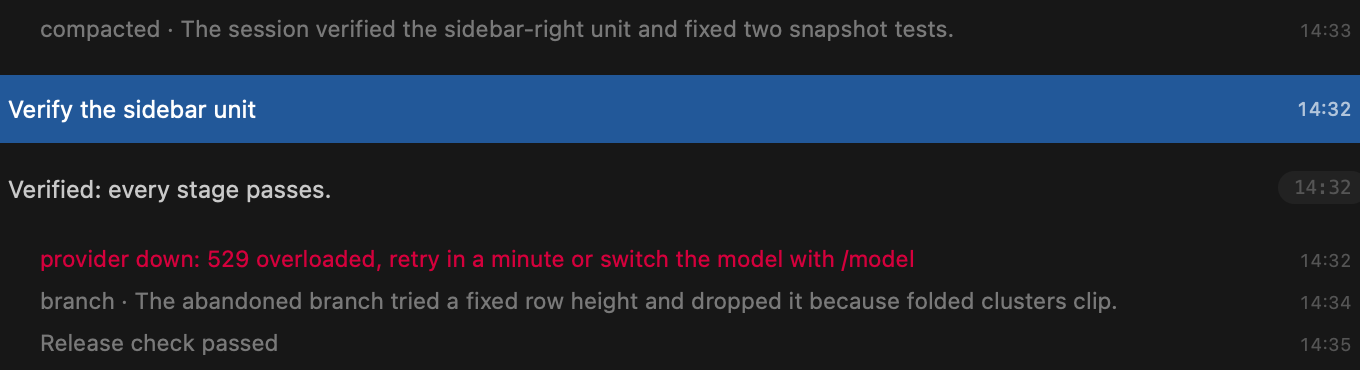 compacted · The session verified the sidebar-right unit and fixed two snapshot tests. 14:33
Verify the sidebar unit 14:32
Verified: every stage passes. 14:32
provider down: 529 overloaded, retry in a minute or switch the model with /model 14:32
branch · The abandoned branch tried a fixed row height and dropped it because folded clusters clip. 14:34
Release check passed 14:35